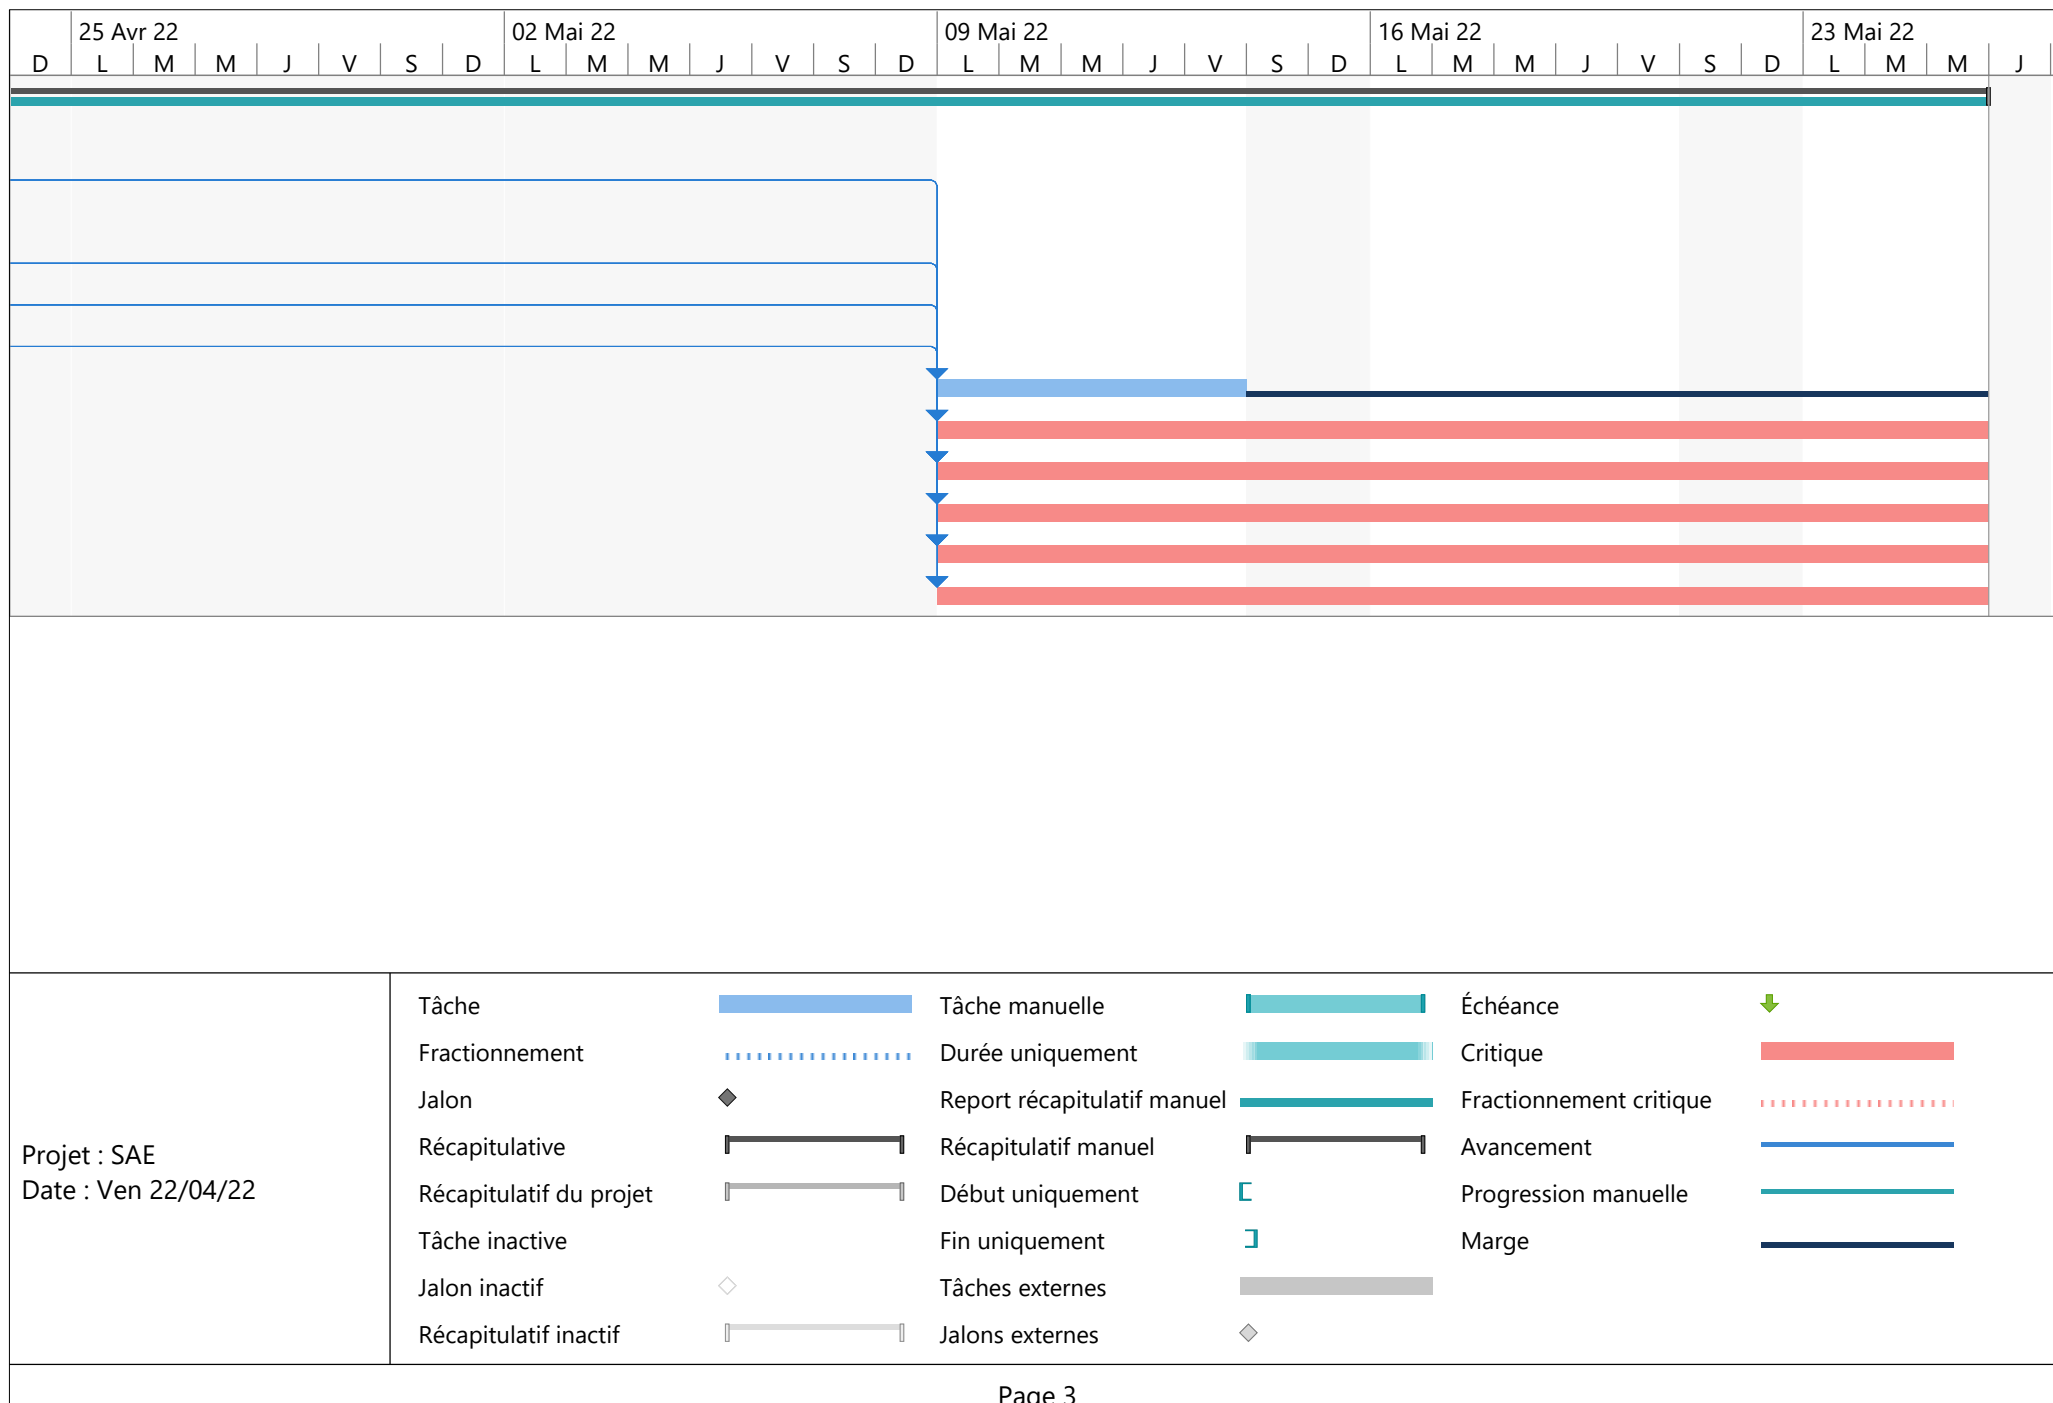 25 Avr 22 02 Mai 22 09 Mai 22 16 Mai 22 23 Mai 22
D L M M J V S D L M M J V S D L M M J V S D L M M J V S D L M M J
Tâche Tâche manuelle Échéance
Fractionnement Durée uniquement Critique
Jalon Report récapitulatif manuel Fractionnement critique
Récapitulative Récapitulatif manuel Avancement
Projet : SAE
Date : Ven 22/04/22
Récapitulatif du projet Début uniquement Progression manuelle
Tâche inactive Fin uniquement Marge
Jalon inactif Tâches externes
Récapitulatif inactif Jalons externes
Page 3